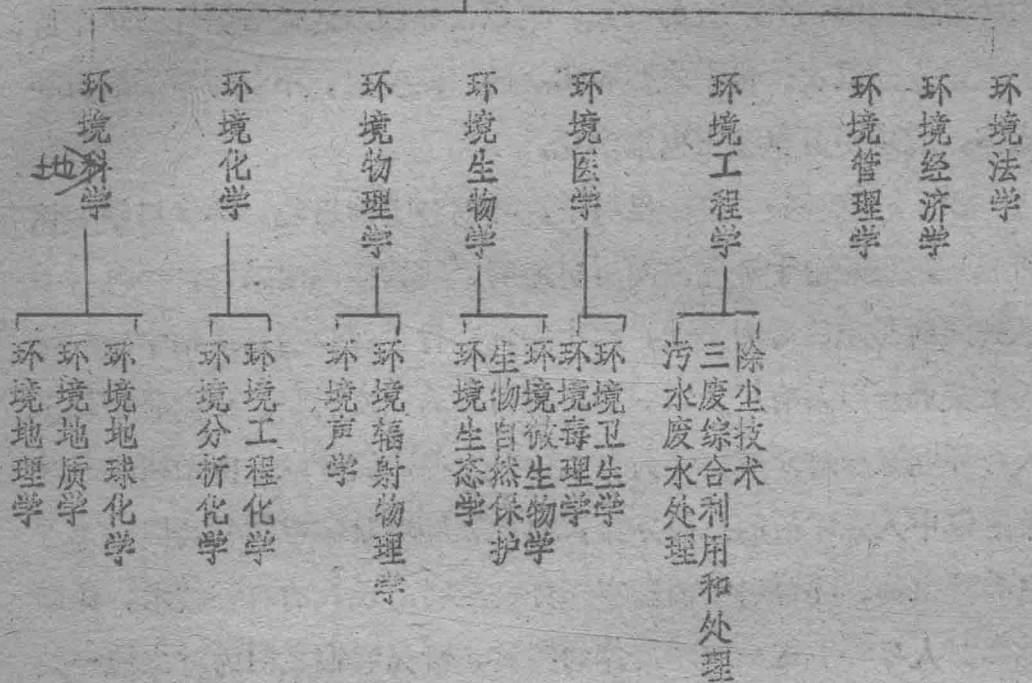 环境科学
地
环境化学
环境物理学
环境生物学
环境医学
环境工程学
环境管理学
环境经济学
环境法学
环境地理学
环境地质学
环境地球化学
环境分析化学
环境工程化学
环境声学
环境辐射物理学
环境生态学
生物自然保护
环境微生物学
环境毒理学
环境卫生学
污水废水处理
三废综合利用和处理
除尘技术